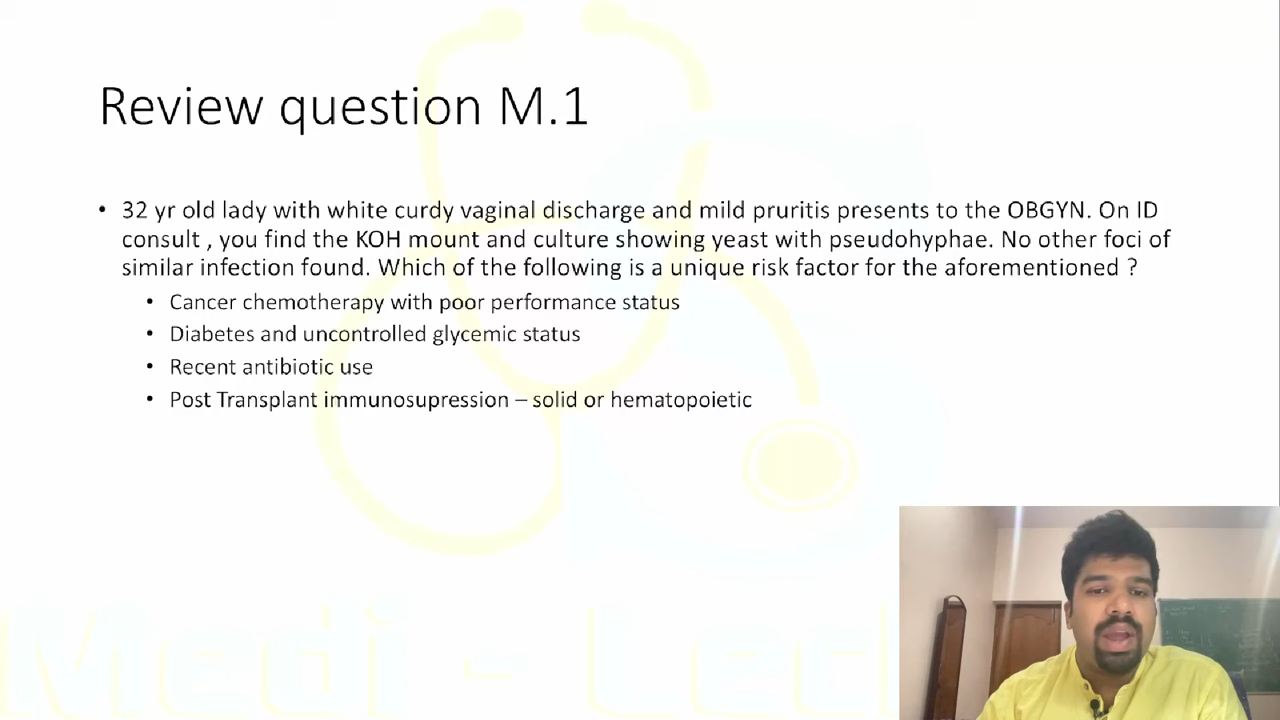 Review question M.1
• 32 yr old lady with white curdy vaginal discharge and mild pruritis presents to the OBGYN. On ID
consult , you find the KOH mount and culture showing yeast with pseudohyphae. No other foci of
similar infection found. Which of the following is a unique risk factor for the aforementioned ?
• Cancer chemotherapy with poor performance status
• Diabetes and uncontrolled glycemic status
• Recent antibiotic use
• Post Transplant immunosupression – solid or hematopoietic
Medi - Lec